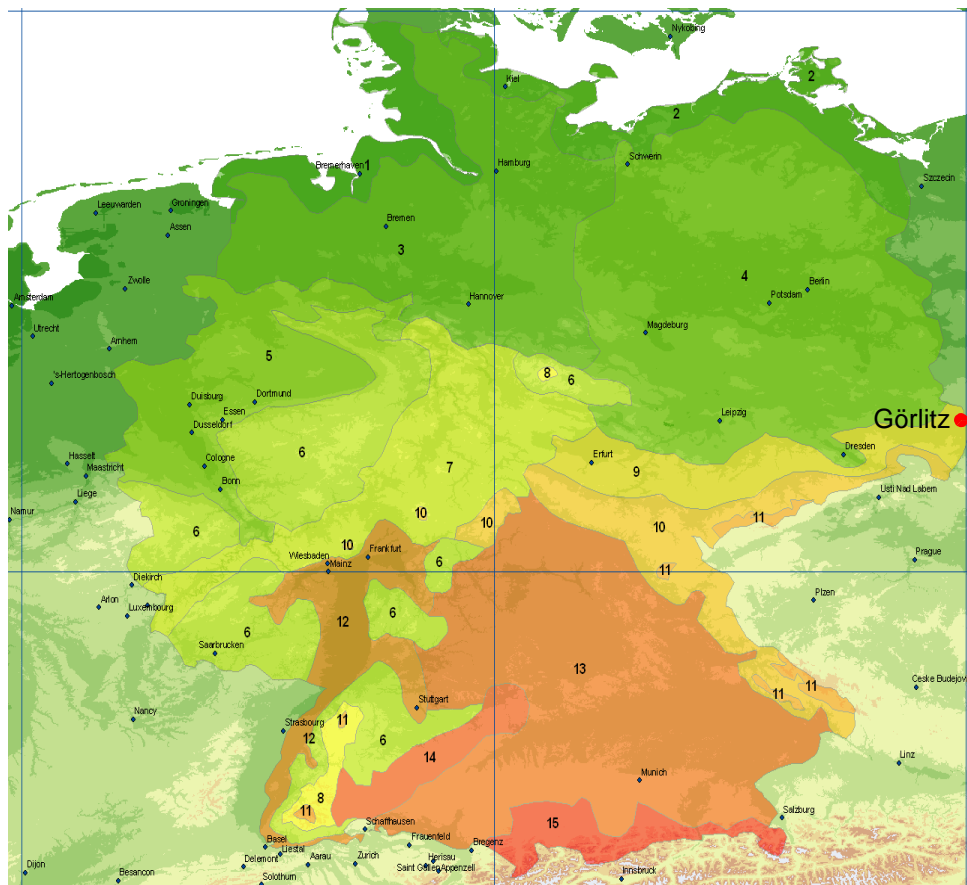 Nykobing
2
Kiel
2
Schwerin
Bremerhaven
1
Hamburg
Szczecin
Leeuwarden
Groningen
Assen
Bremen
3
4
Zwolle
Berlin
Potsdam
Amsterdam
Hannover
Utrecht
Magdeburg
Arnhem
5
's-Hertogenbosch
8
6
Dortmund
Duisburg
Essen
Leipzig
Görlitz
Dusseldorf
6
Dresden
Erfurt
Hasselt
Cologne
7
9
Maastricht
Bonn
Usti Nad Labem
Liege
Namur
10
10
11
10
6
10
Frankfurt
Wiesbaden
Mainz
6
11
Prague
Diekirch
Arlon
Luxembourg
12
6
Plzen
6
Saarbrucken
13
11
11
Ceske Budejov
Stuttgart
Nancy
11
Strasbourg
12
6
14
Linz
Munich
8
11
Salzburg
15
Schaffhausen
Basel
Liestal
Frauenfeld
Bregenz
Delemont
Aarau
Zurich
Herisau
Saint Gallen
Appenzell
Dijon
Besancon
Solothurn
Innsbruck